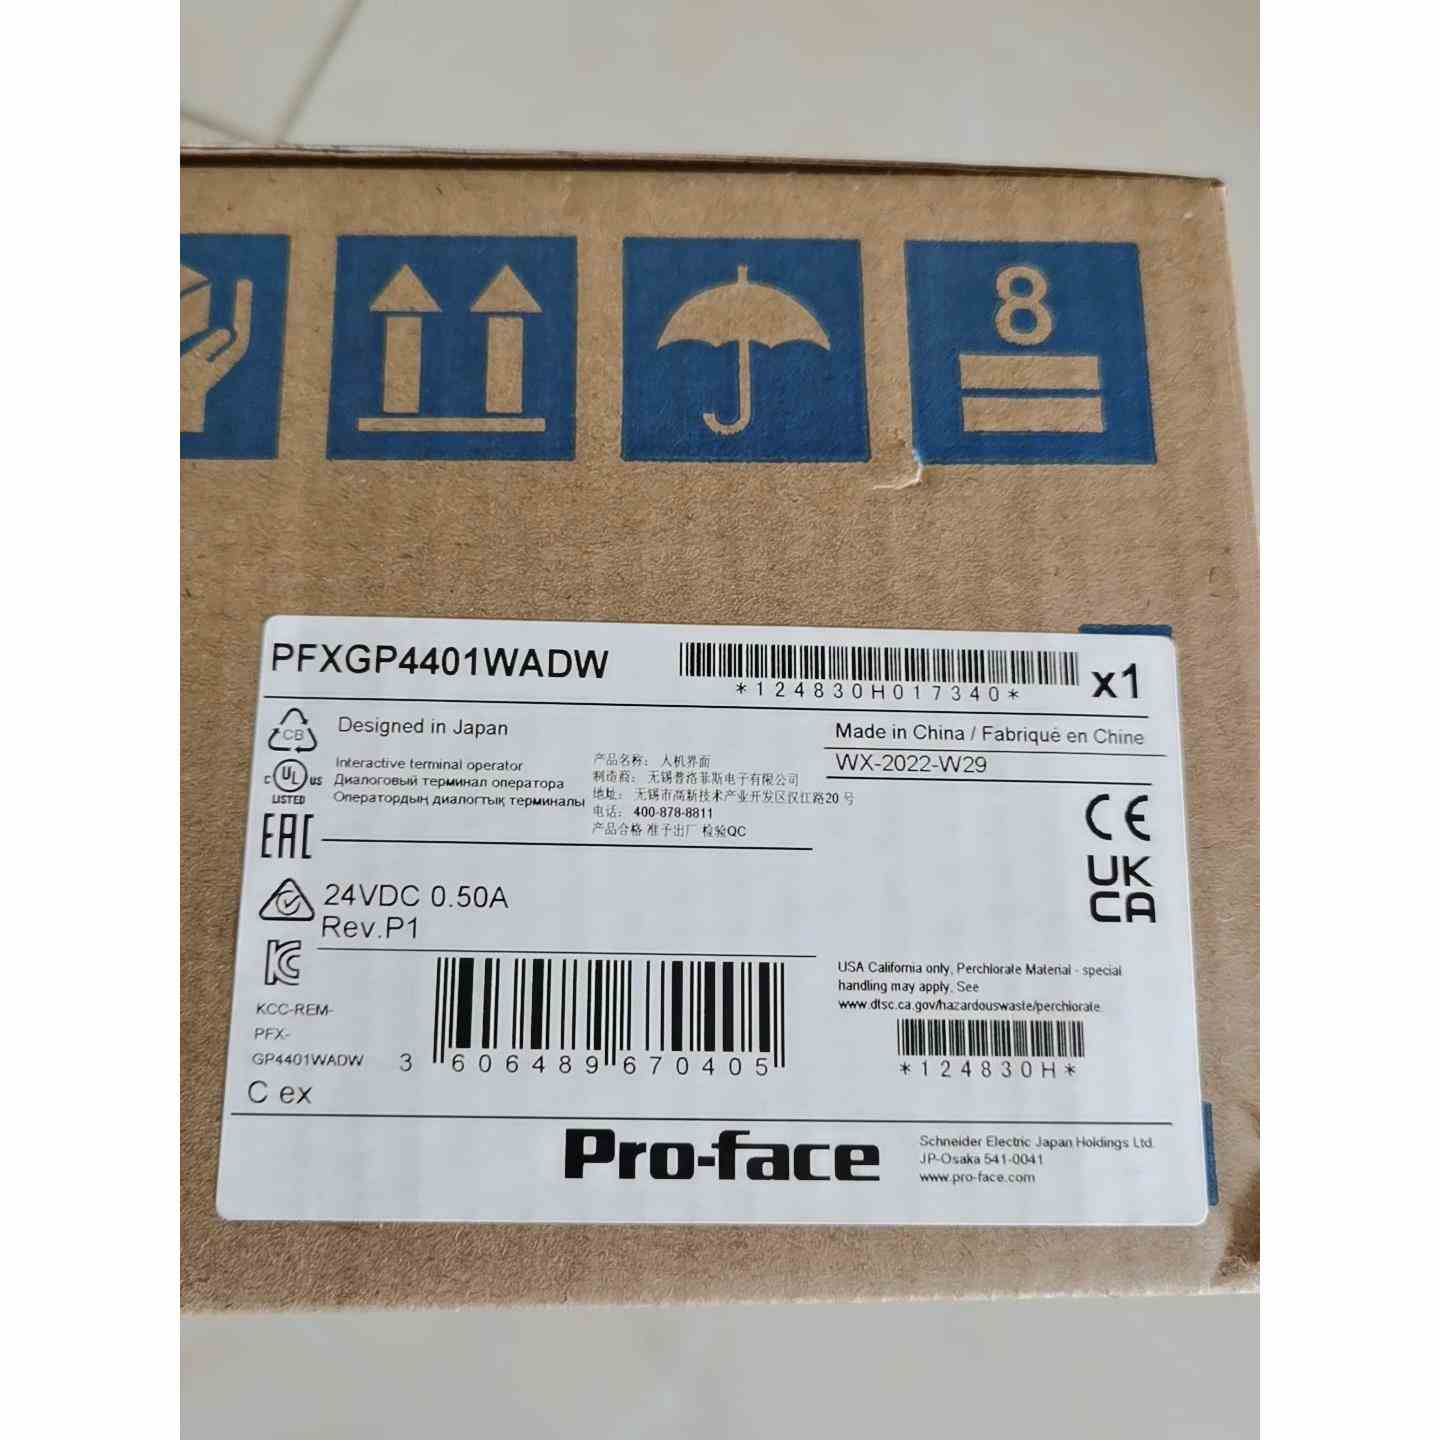 8
PFXGP4401WADW
*124830H017340*
x1
CB
Designed in Japan
Made in China / Fabriqué en Chine
WX-2022-W29
C UL US
LISTED
Interactive terminal operator
Диалоговый терминал оператора
Оператордың диалогтық терминалы
产品名称： 人机界面
制造商： 无锡普洛菲斯电子有限公司
地址： 无锡市高新技术产业开发区汉江路20 号
电话： 400-878-8811
产品合格 准予出厂 检验QC
EAC
CE
UK
CA
24VDC 0.50A
Rev.P1
KC
KCC-REM-
PFX-
GP4401WADW
C ex
3 606489 670405
USA California only, Perchlorate Material - special
handling may apply. See
www.dtsc.ca.gov/hazardouswaste/perchlorate.
*124830H*
Pro-face
Schneider Electric Japan Holdings Ltd.
JP-Osaka 541-0041
www.pro-face.com